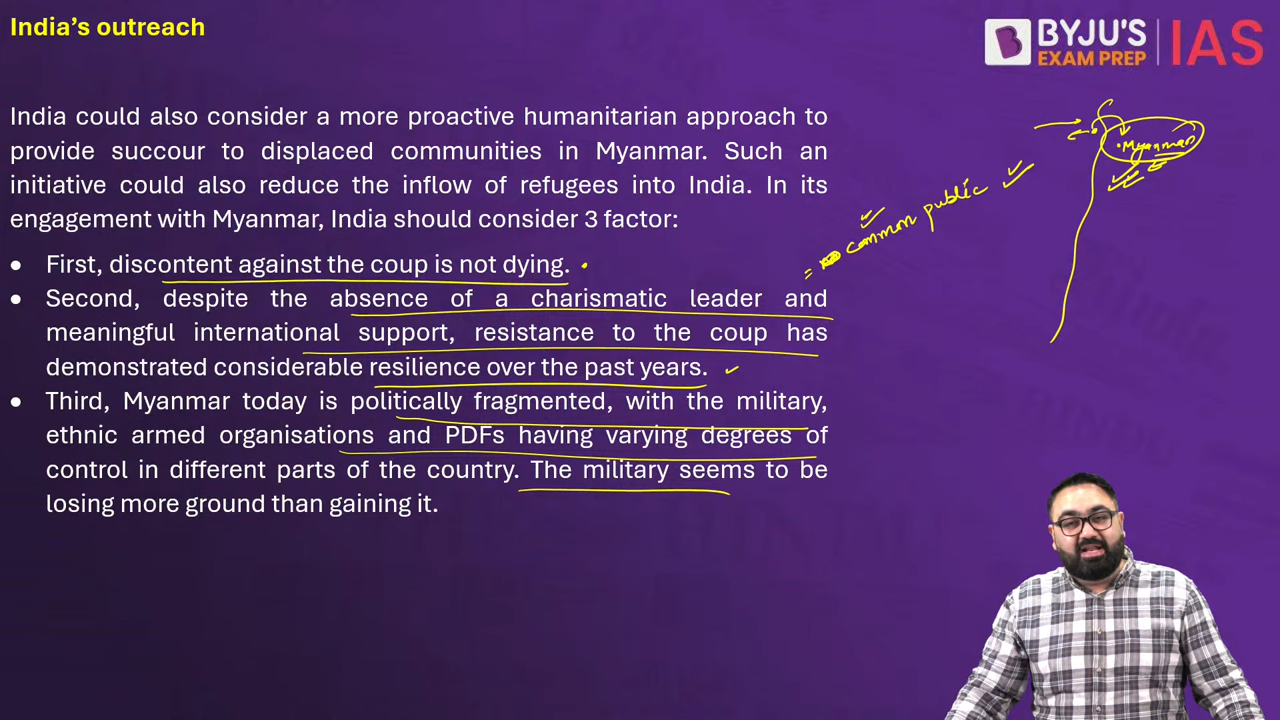 India's outreach
BYJU'S
EXAM PREP
IAS
India could also consider a more proactive humanitarian approach to
provide succour to displaced communities in Myanmar. Such an
initiative could also reduce the inflow of refugees into India. In its
engagement with Myanmar, India should consider 3 factor:
• First, discontent against the coup is not dying.
• Second, despite the absence of a charismatic leader and
meaningful international support, resistance to the coup has
demonstrated considerable resilience over the past years.
• Third, Myanmar today is politically fragmented, with the military,
ethnic armed organisations and PDFs having varying degrees of
control in different parts of the country. The military seems to be
losing more ground than gaining it.
Myanmar
common public